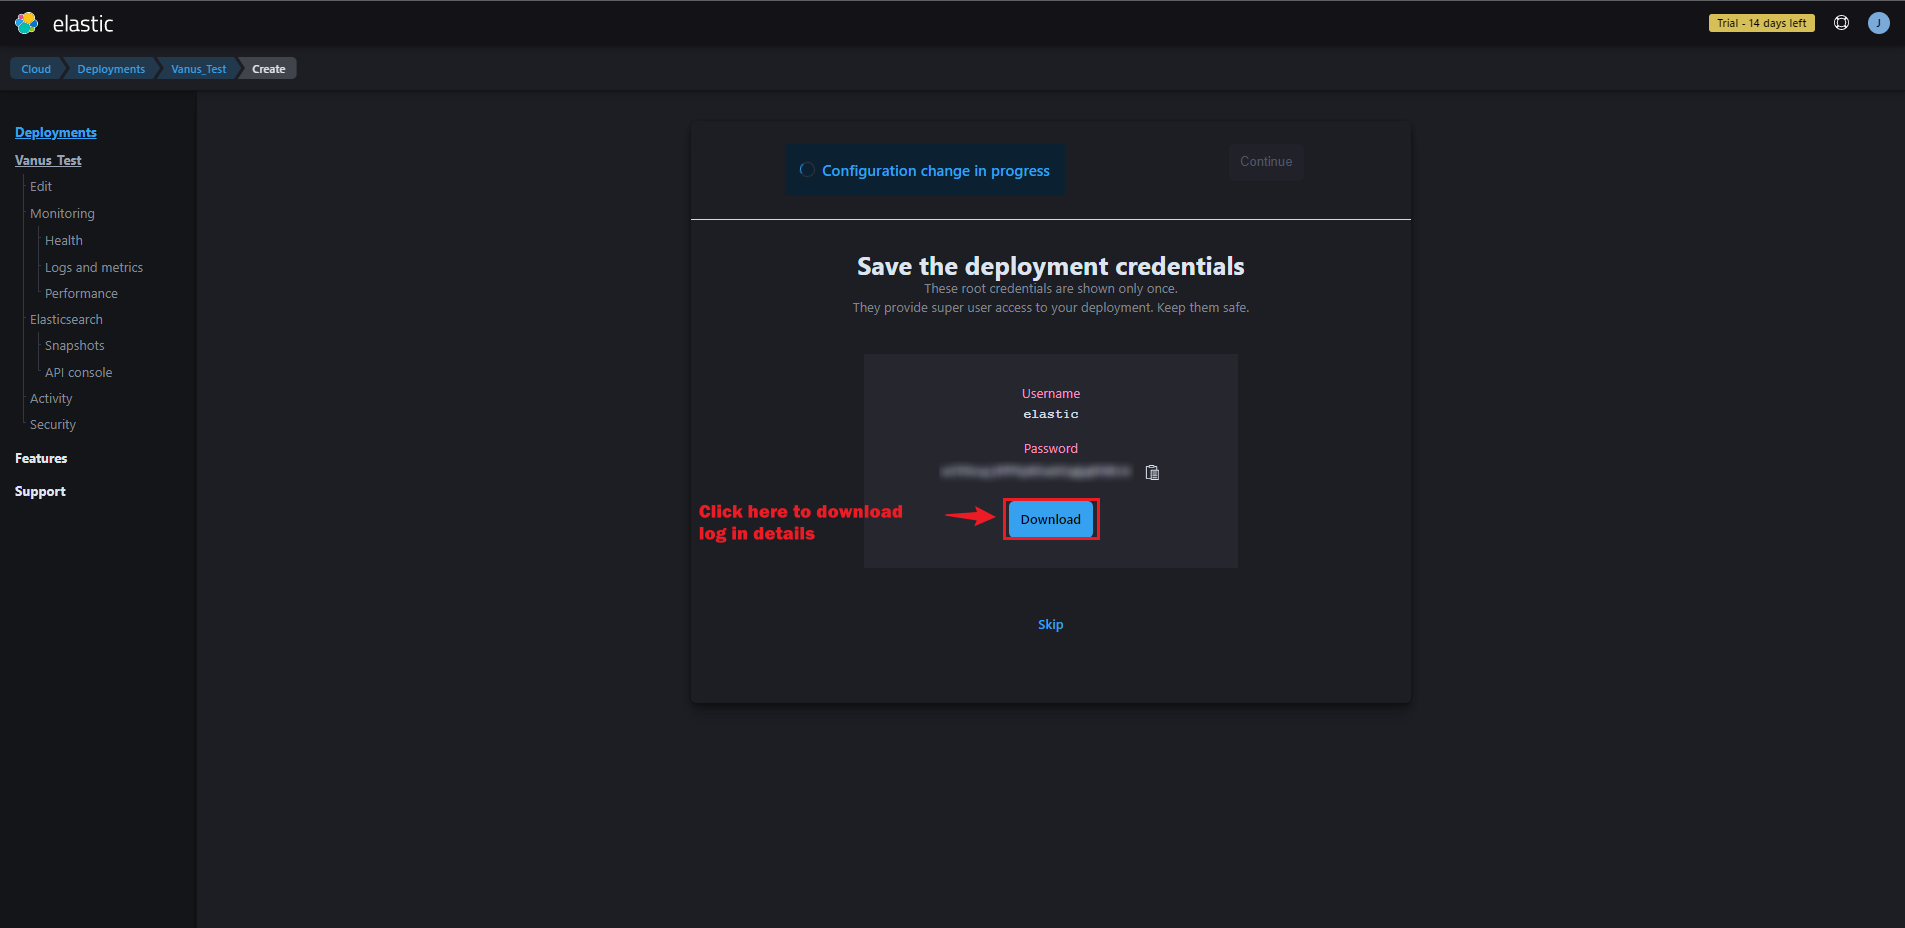 elastic
Trial - 14 days left
J
Cloud
Deployments
Vanus_Test
Create
Deployments
Vanus_Test
Edit
Monitoring
Health
Logs and metrics
Performance
Elasticsearch
Snapshots
API console
Activity
Security
Features
Support
Configuration change in progress
Continue
Save the deployment credentials
These root credentials are shown only once.
They provide super user access to your deployment. Keep them safe.
Username
elastic
Password
Click here to download
log in details
Download
Skip